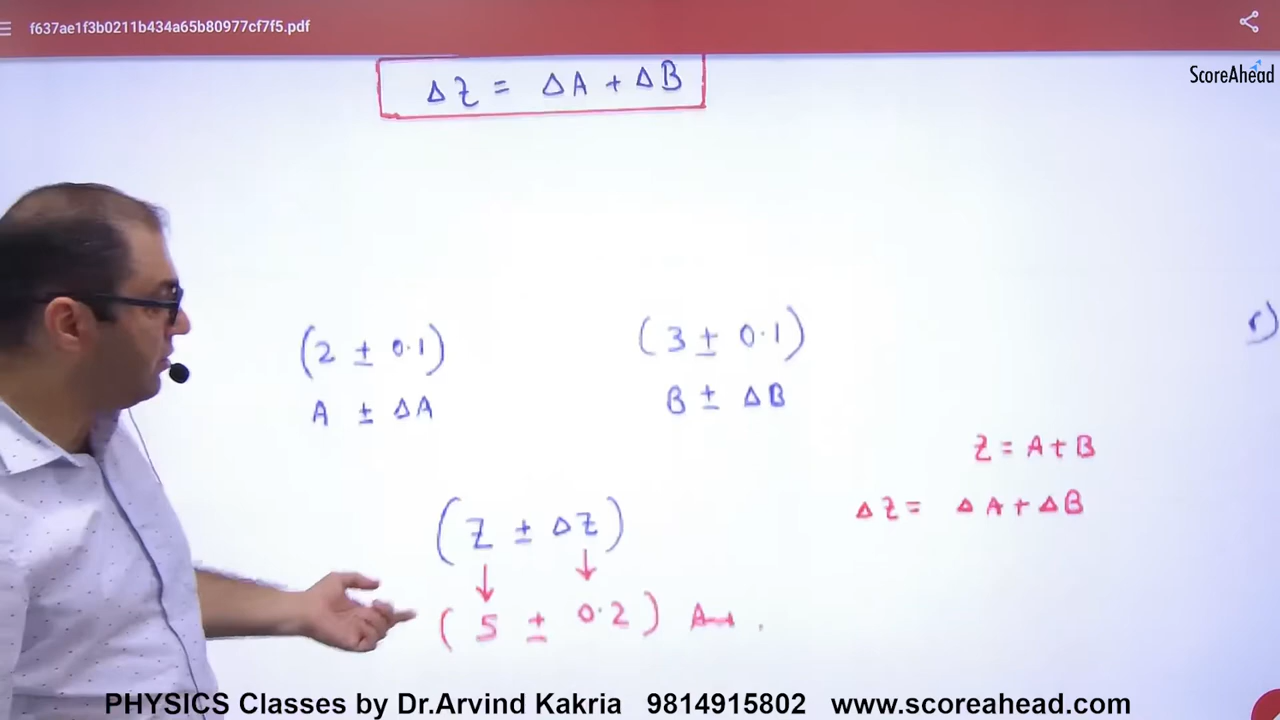 f637ae1f3b0211b434a65b80977cf7f5.pdf
ScoreAhead
ΔZ = ΔA + ΔB
(2 ± 0.1) (3 ± 0.1)
A ± ΔA B ± ΔB
Z = A + B
ΔZ = ΔA + ΔB
(Z ± ΔZ)
↓ ↓
(5 ± 0.2) Ans.
PHYSICS Classes by Dr.Arvind Kakria 9814915802 www.scoreahead.com